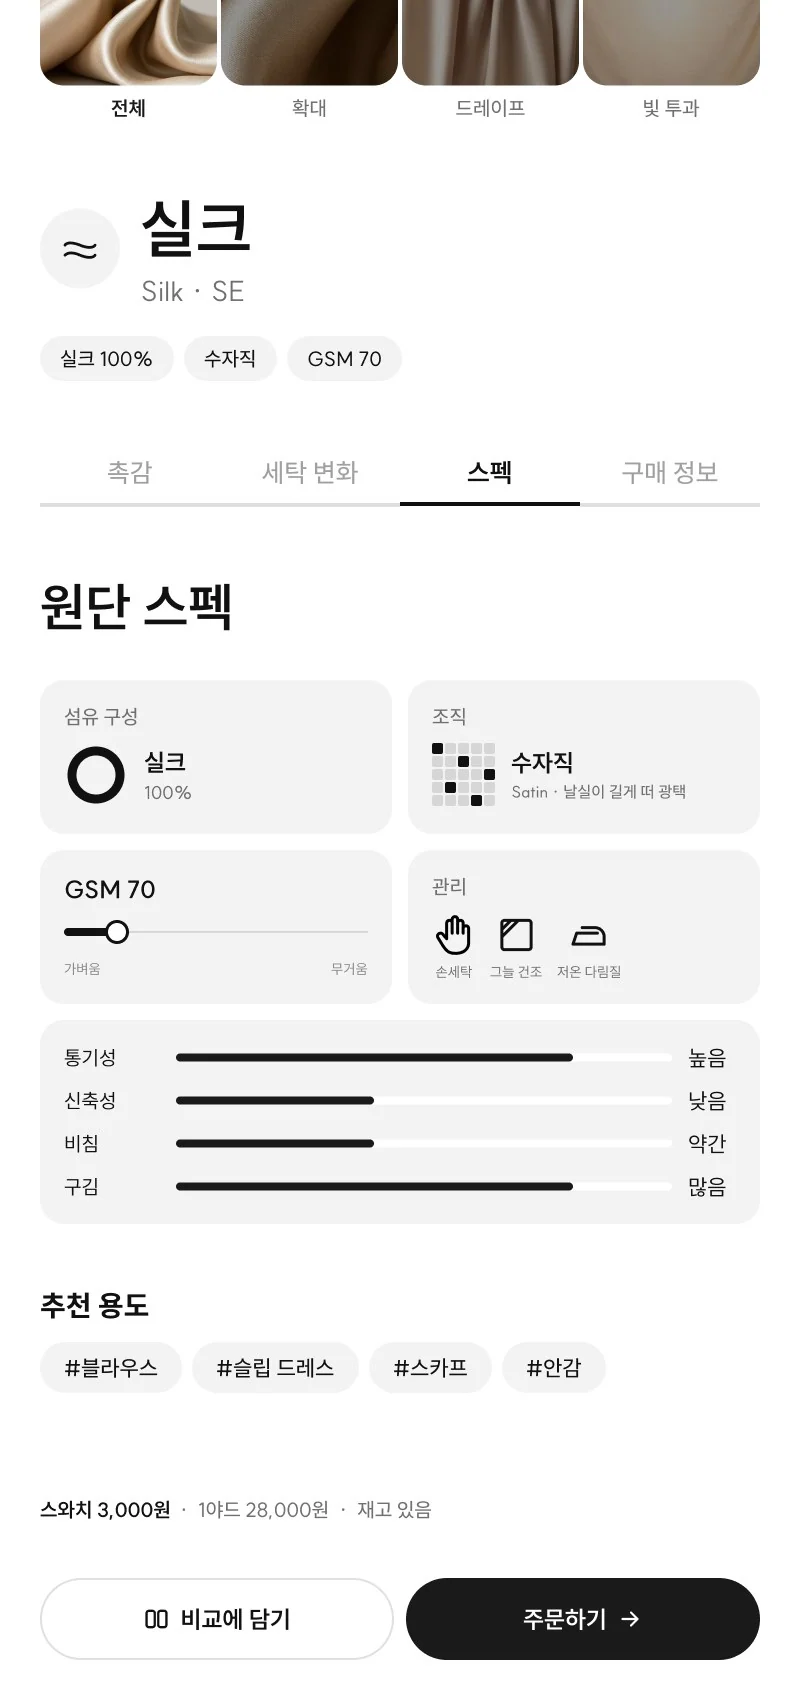 전체 확대 드레이프 빛 투과
실크
Silk · SE
실크 100% 수자직 GSM 70
촉감 세탁 변화 스펙 구매 정보
원단 스펙
섬유 구성
실크
100%
조직
수자직
Satin · 날실이 길게 떠 광택
GSM 70
가벼움 무거움
관리
손세탁 그늘 건조 저온 다림질
통기성 높음
신축성 낮음
비침 약간
구김 많음
추천 용도
#블라우스 #슬립 드레스 #스카프 #안감
스와치 3,000원 · 1야드 28,000원 · 재고 있음
비교에 담기 주문하기 →